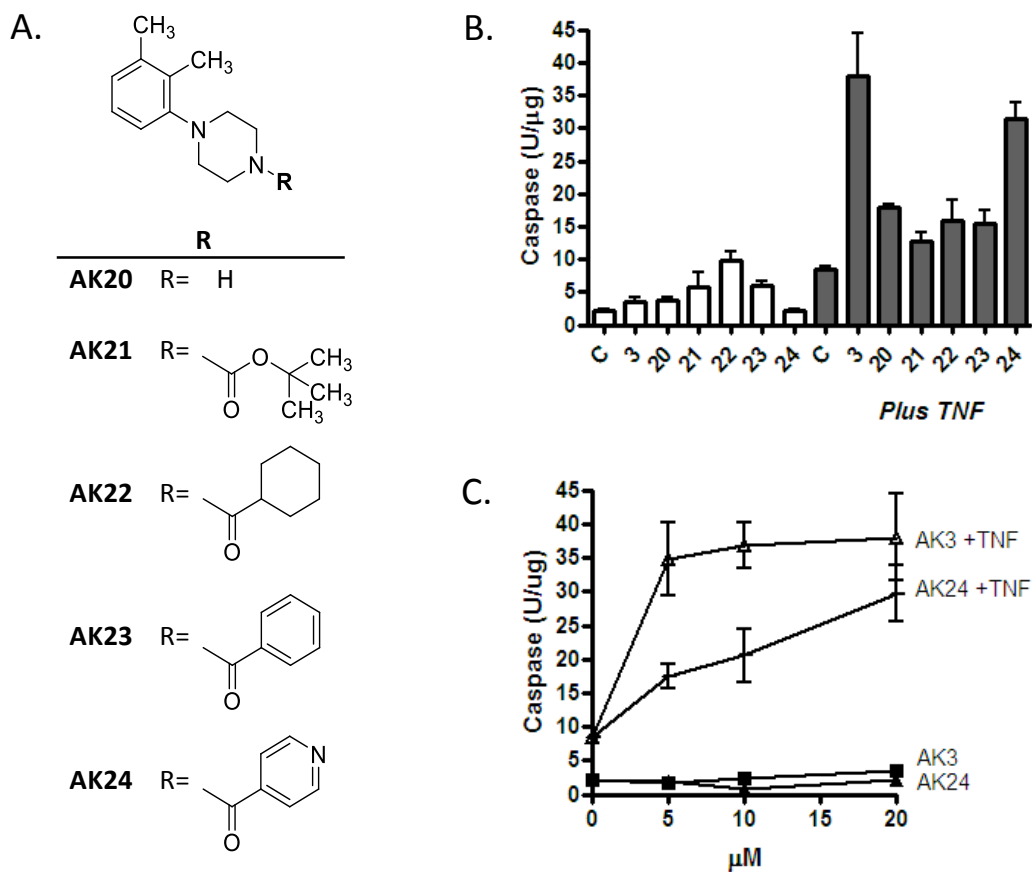 A.
CH3
CH3
N
N
R
R
AK20 R= H
AK21 R=
O
O
CH3
CH3
CH3
AK22 R=
O
AK23 R=
O
AK24 R=
N
O
B.
Caspase (U/μg)
45
40
35
30
25
20
15
10
5
0
C 3 20 21 22 23 24 C 3 20 21 22 23 24
Plus TNF
C.
Caspase (U/ug)
45
40
35
30
25
20
15
10
5
0
0 5 10 15 20
μM
AK3 +TNF
AK24 +TNF
AK3
AK24